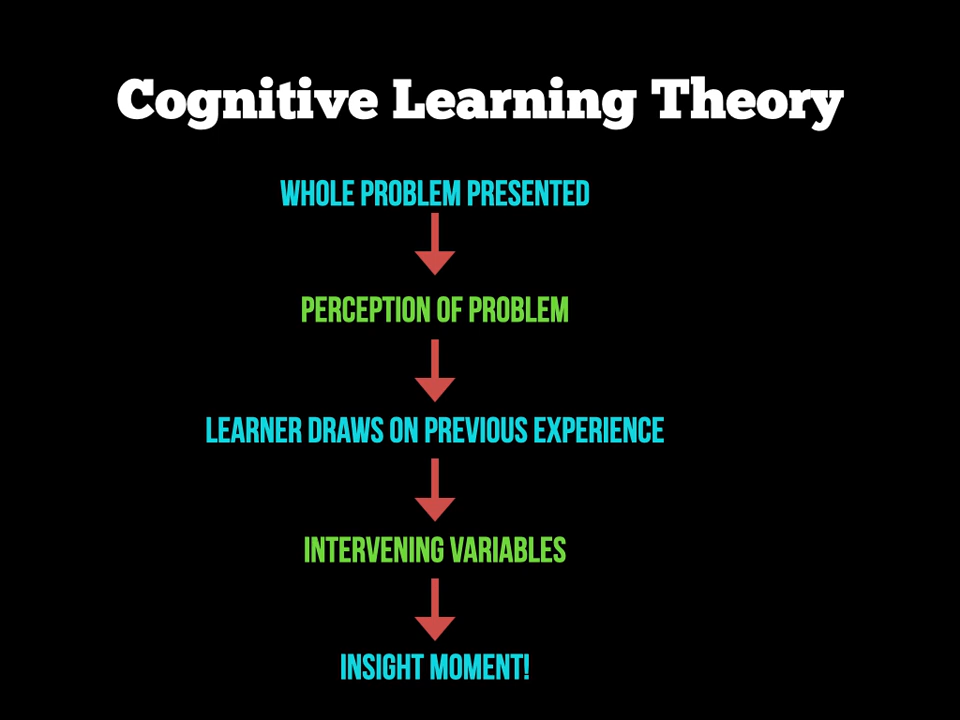 Cognitive Learning Theory
WHOLE PROBLEM PRESENTED
PERCEPTION OF PROBLEM
LEARNER DRAWS ON PREVIOUS EXPERIENCE
INTERVENING VARIABLES
INSIGHT MOMENT!